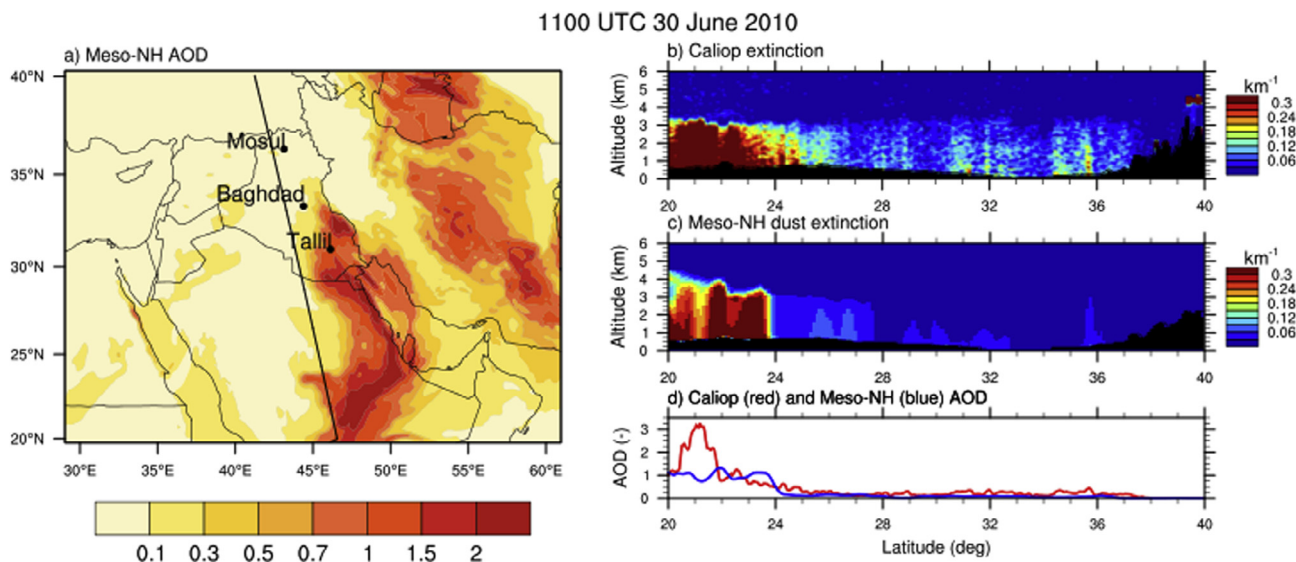 1100 UTC 30 June 2010
a) Meso-NH AOD
40°N
35°N
30°N
25°N
20°N
Mosul
Baghdad
Tallil
30°E 35°E 40°E 45°E 50°E 55°E 60°E
0.1 0.3 0.5 0.7 1 1.5 2
b) Caliop extinction
Altitude (km)
6
5
4
3
2
1
0
20 24 28 32 36 40
km-1
0.3
0.24
0.18
0.12
0.06
c) Meso-NH dust extinction
Altitude (km)
6
5
4
3
2
1
0
20 24 28 32 36 40
km-1
0.3
0.24
0.18
0.12
0.06
d) Caliop (red) and Meso-NH (blue) AOD
AOD (-)
3
2
1
0
20 24 28 32 36 40
Latitude (deg)